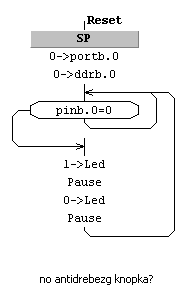 Reset
SP
0->portb.0
0->ddrb.0
pinb.0=0
1->Led
Pause
0->Led
Pause
no antidrebezg knopka?